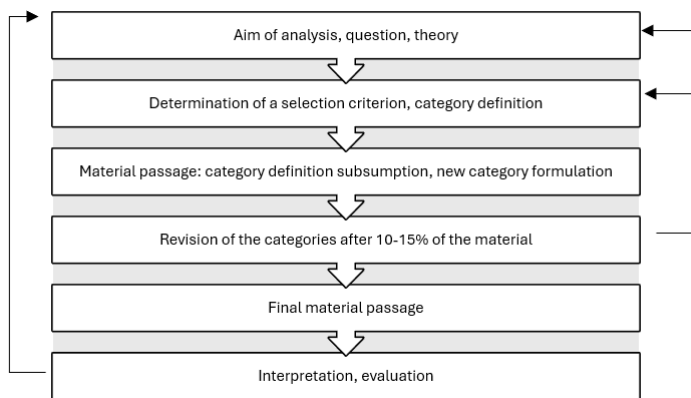 Aim of analysis, question, theory
Determination of a selection criterion, category definition
Material passage: category definition subsumption, new category formulation
Revision of the categories after 10-15% of the material
Final material passage
Interpretation, evaluation